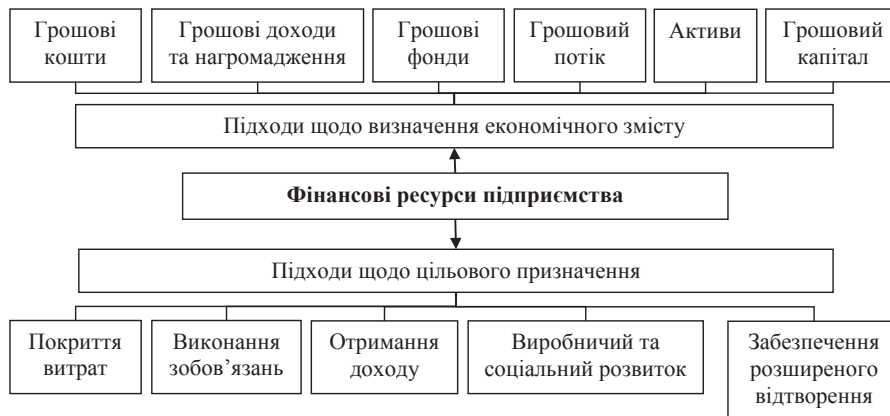 Грошові
кошти
Грошові доходи
та нагромадження
Грошові
фонди
Грошовий
потік
Активи
Грошовий
капітал
Підходи щодо визначення економічного змісту
Фінансові ресурси підприємства
Підходи щодо цільового призначення
Покриття
витрат
Виконання
зобов’язань
Отримання
доходу
Виробничий та
соціальний розвиток
Забезпечення
розширеного
відтворення